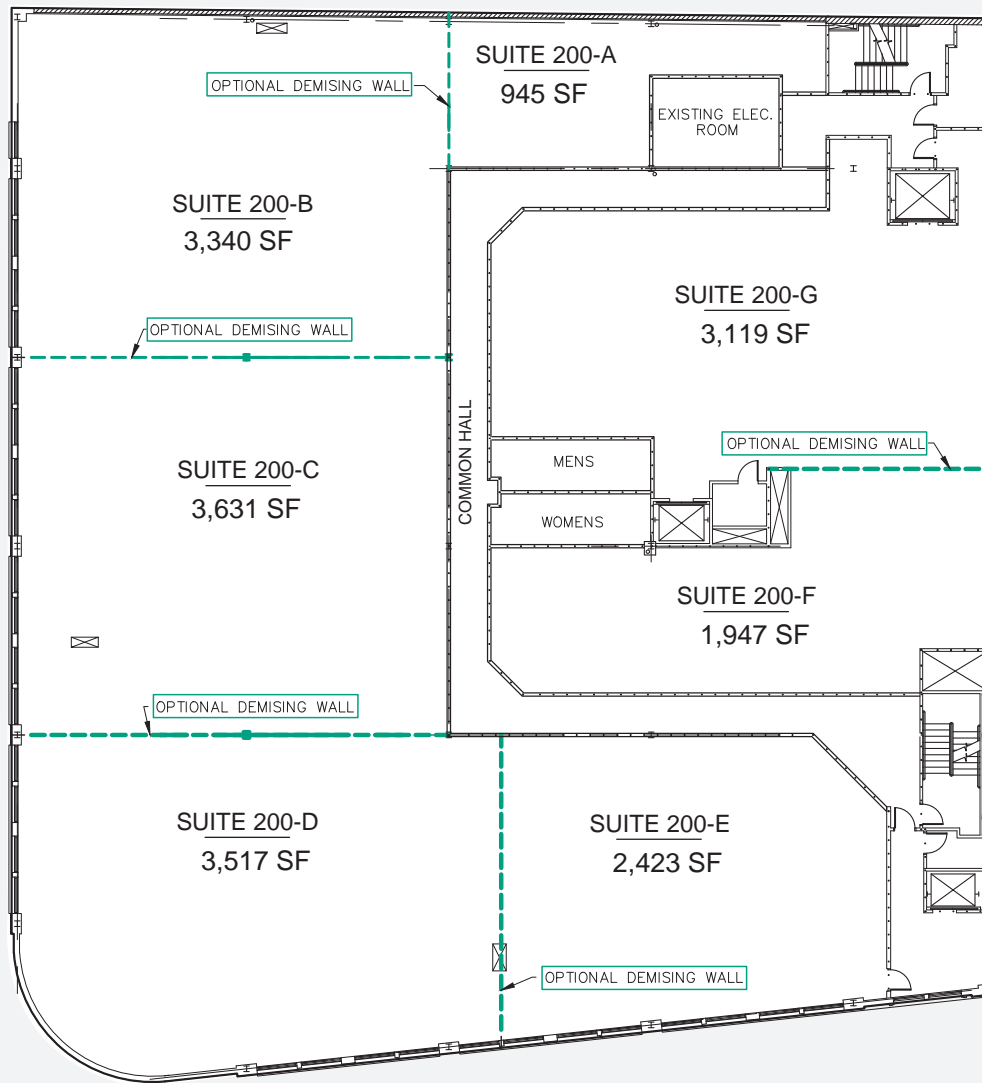 SUITE 200-A
945 SF
OPTIONAL DEMISING WALL
EXISTING ELEC.
ROOM
SUITE 200-B
3,340 SF
SUITE 200-G
3,119 SF
OPTIONAL DEMISING WALL
OPTIONAL DEMISING WALL
SUITE 200-C
3,631 SF
COMMON HALL
MENS
WOMENS
SUITE 200-F
1,947 SF
OPTIONAL DEMISING WALL
SUITE 200-D
3,517 SF
SUITE 200-E
2,423 SF
OPTIONAL DEMISING WALL